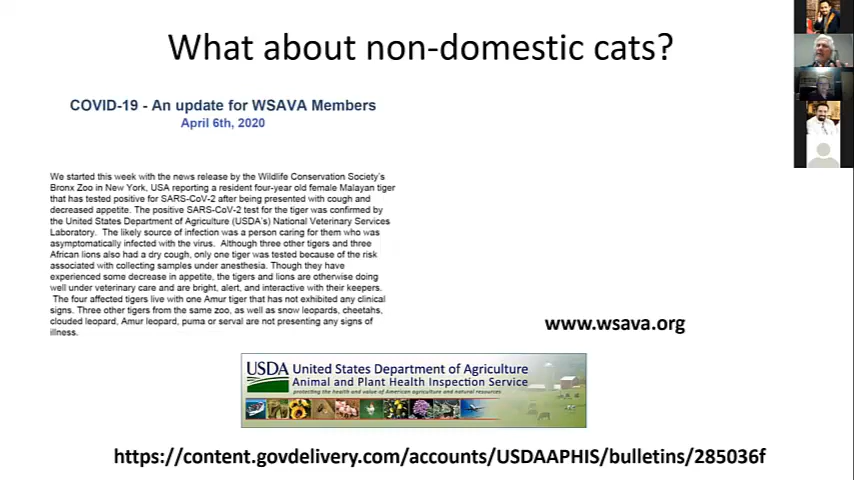 What about non-domestic cats?
COVID-19 - An update for WSAVA Members
April 6th, 2020
We started this week with the news release by the Wildlife Conservation Society's
Bronx Zoo in New York, USA reporting a resident four-year old female Malayan tiger
that has tested positive for SARS-CoV-2 after being presented with cough and
decreased appetite. The positive SARS-CoV-2 test for the tiger was confirmed by
the United States Department of Agriculture (USDA's) National Veterinary Services
Laboratory. The likely source of infection was a person caring for them who was
asymptomatically infected with the virus. Although three other tigers and three
African lions also had a dry cough, only one tiger was tested because of the risk
associated with collecting samples under anesthesia. Though they have
experienced some decrease in appetite, the tigers and lions are otherwise doing
well under veterinary care and are bright, alert, and interactive with their keepers.
The four affected tigers live with one Amur tiger that has not exhibited any clinical
signs. Three other tigers from the same zoo, as well as snow leopards, cheetahs,
clouded leopard, Amur leopard, puma or serval are not presenting any signs of
illness.
www.wsava.org
USDA United States Department of Agriculture
Animal and Plant Health Inspection Service
protecting the health and value of American agriculture and natural resources
https://content.govdelivery.com/accounts/USDAAPHIS/bulletins/285036f